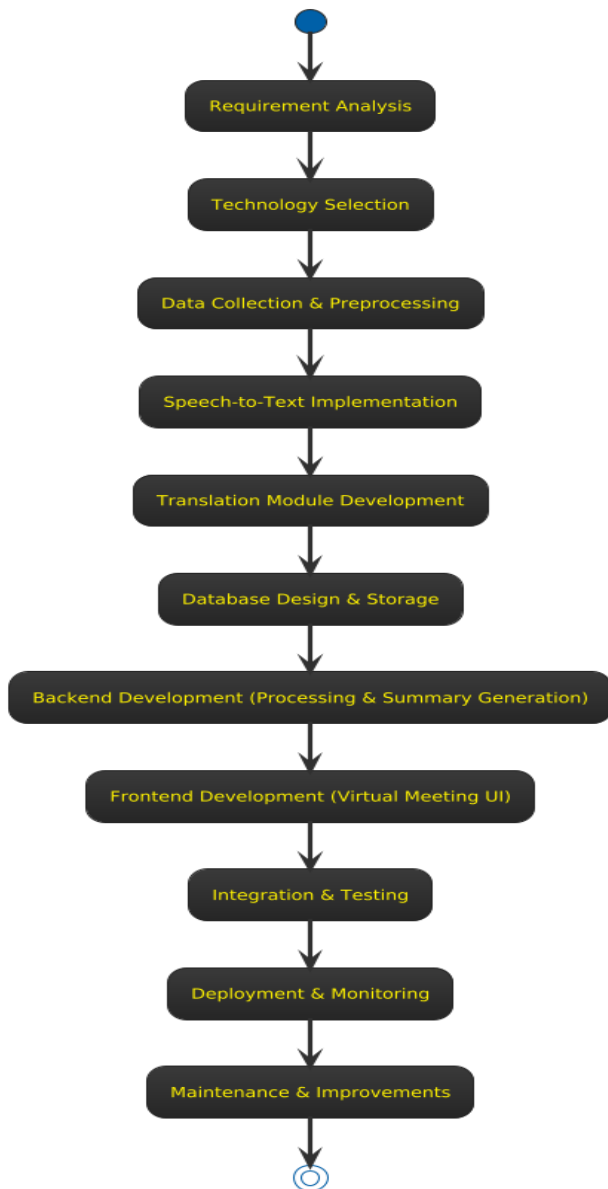 Requirement Analysis
Technology Selection
Data Collection & Preprocessing
Speech-to-Text Implementation
Translation Module Development
Database Design & Storage
Backend Development (Processing & Summary Generation)
Frontend Development (Virtual Meeting UI)
Integration & Testing
Deployment & Monitoring
Maintenance & Improvements